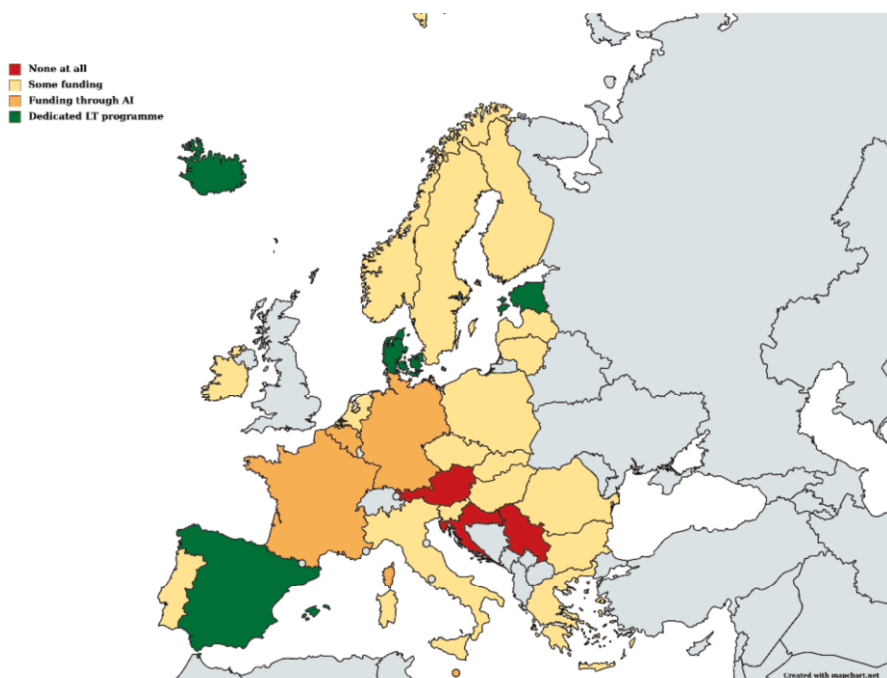 None at all
Some funding
Funding through AI
Dedicated LT programme
Created with mapchart.net